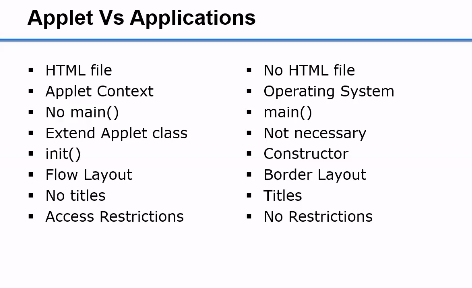 Applet Vs Applications
▪ HTML file
▪ Applet Context
▪ No main()
▪ Extend Applet class
▪ init()
▪ Flow Layout
▪ No titles
▪ Access Restrictions
▪ No HTML file
▪ Operating System
▪ main()
▪ Not necessary
▪ Constructor
▪ Border Layout
▪ Titles
▪ No Restrictions